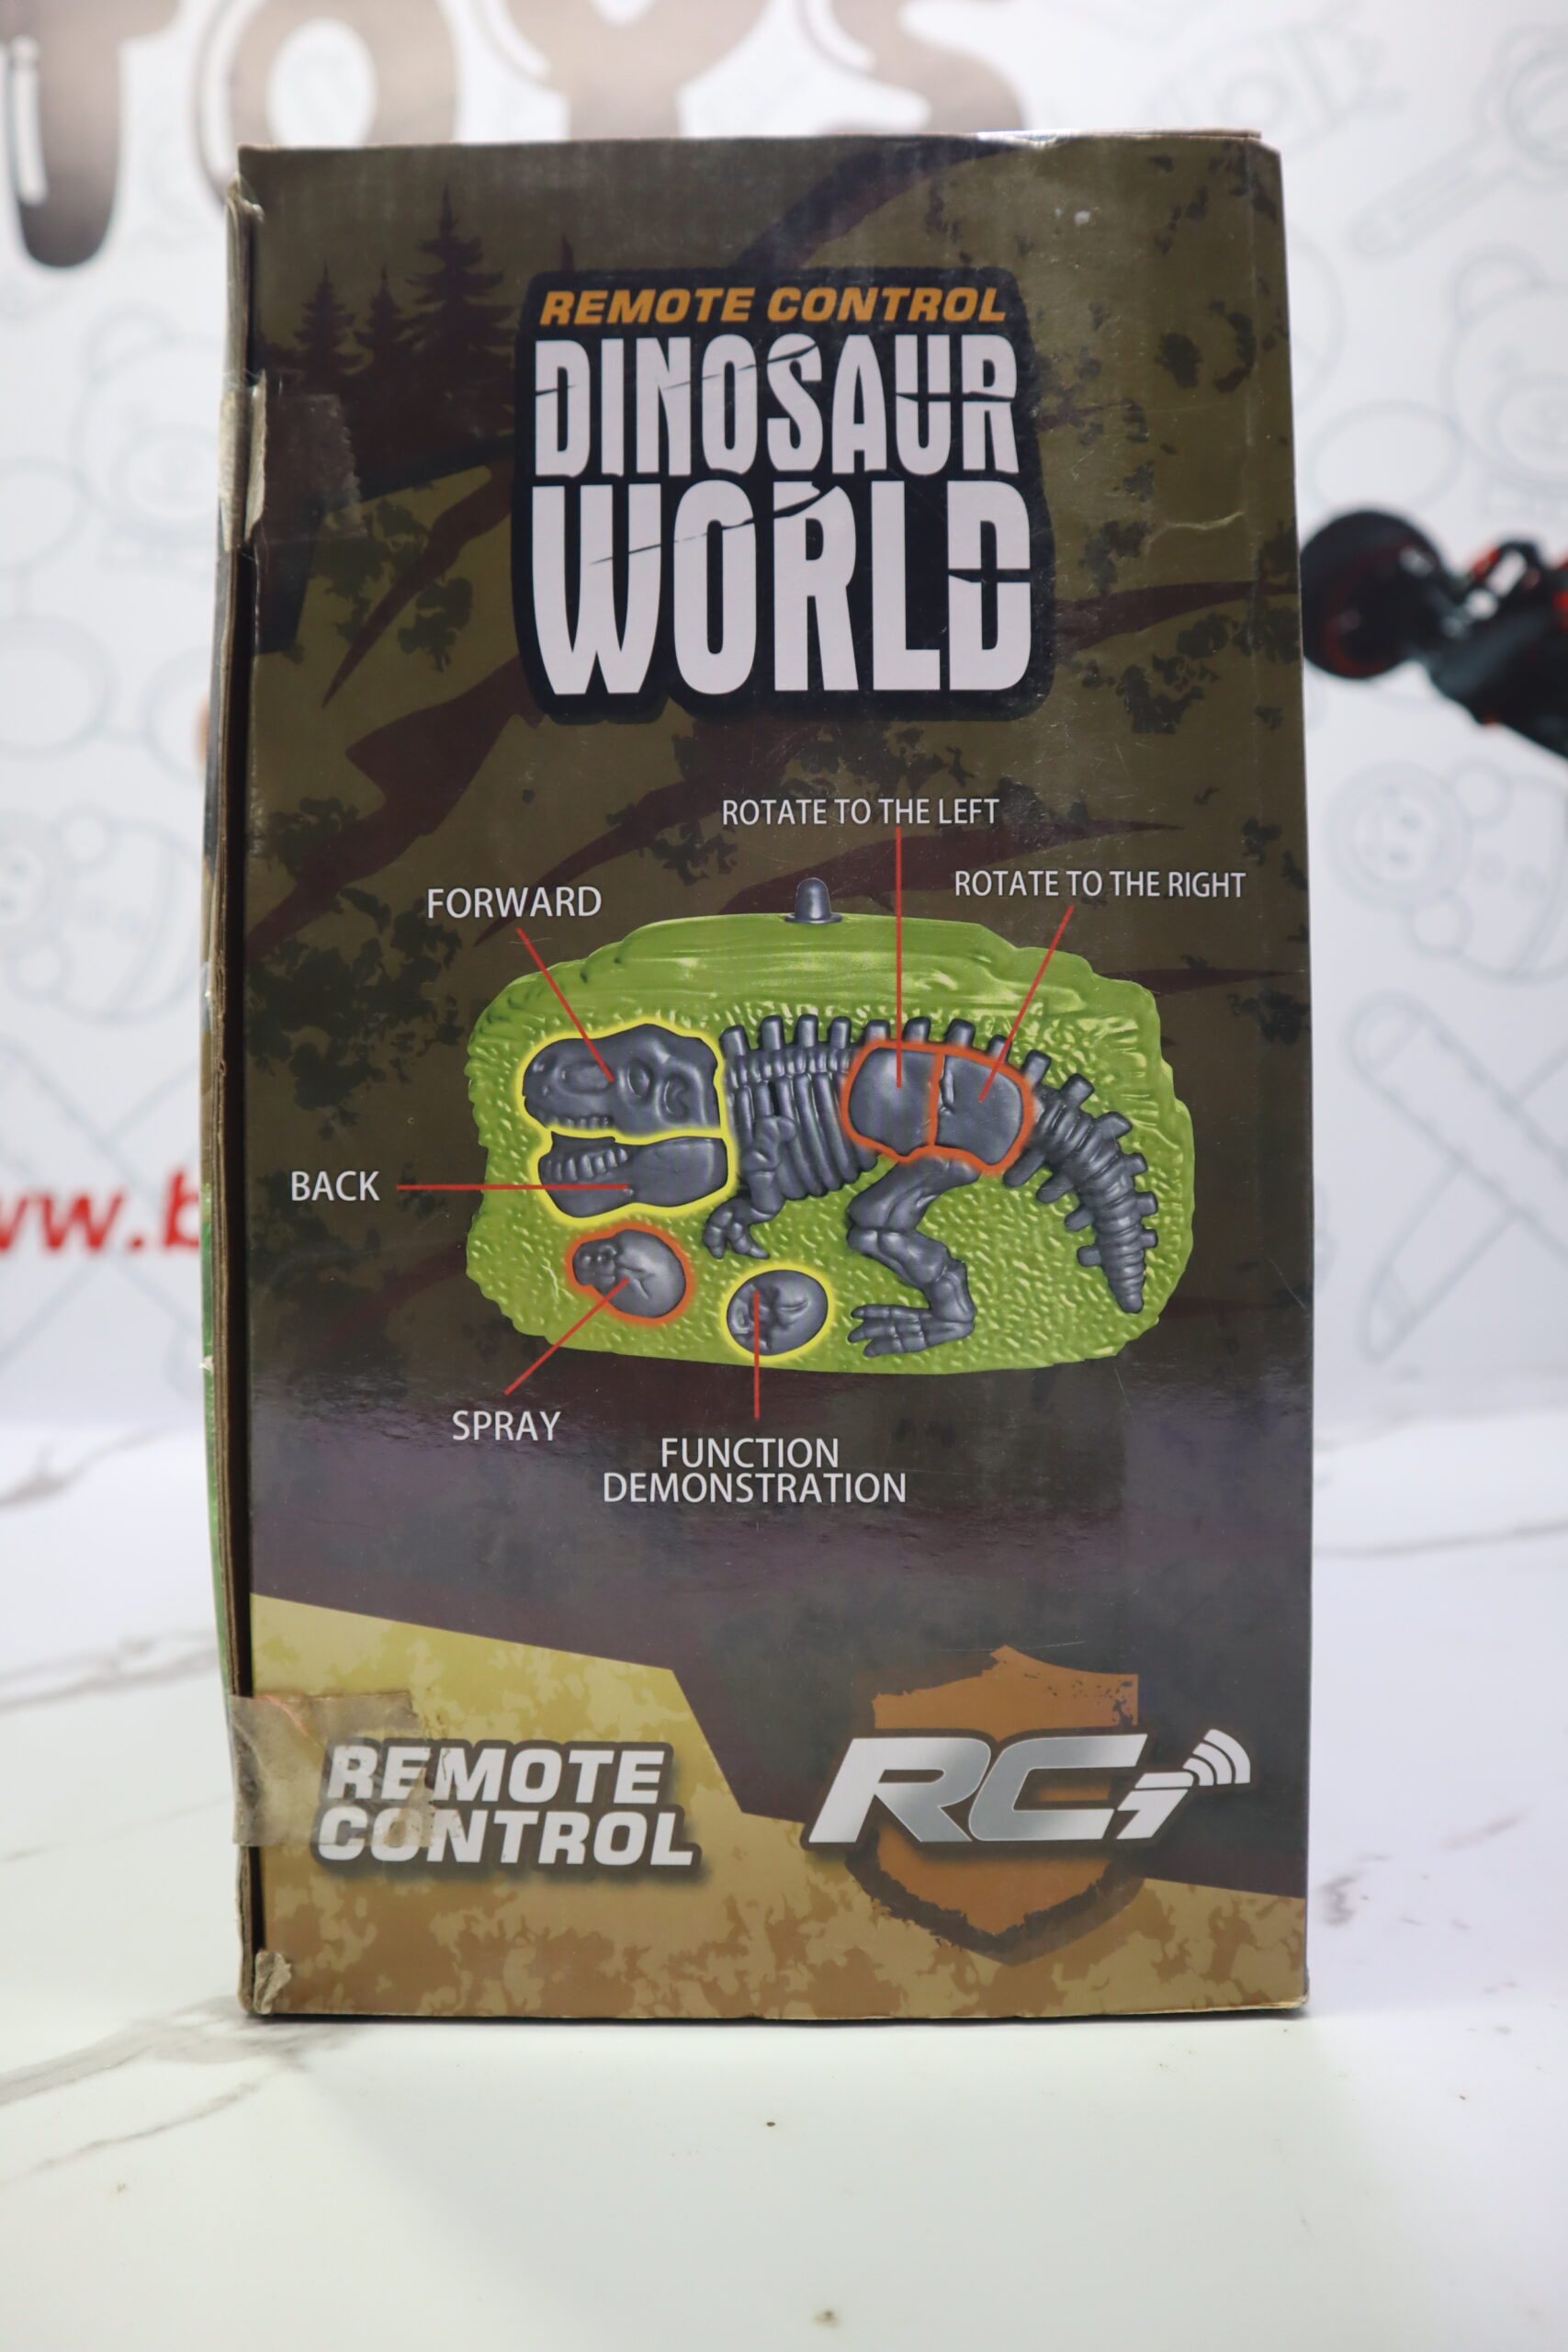 TOYS
REMOTE CONTROL
DINOSAUR
WORLD
ROTATE TO THE LEFT
ROTATE TO THE RIGHT
FORWARD
BACK
SPRAY
FUNCTION
DEMONSTRATION
REMOTE
CONTROL
RC